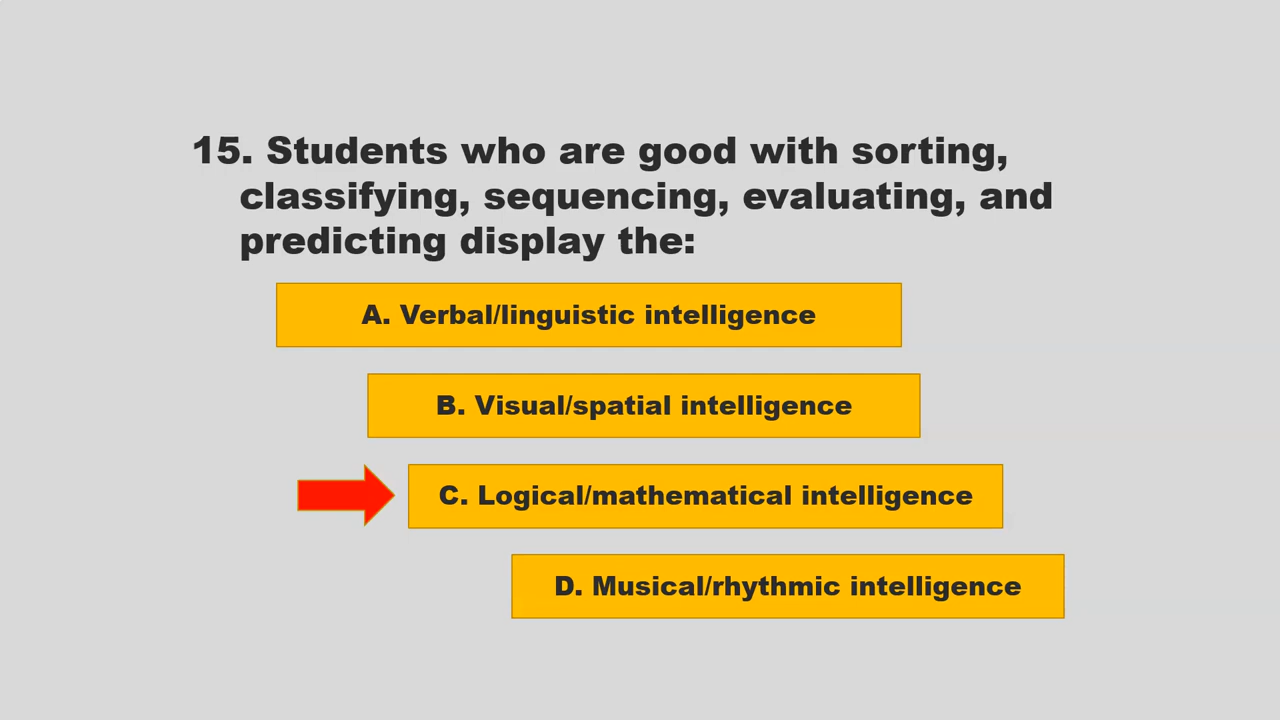 15. Students who are good with sorting,
classifying, sequencing, evaluating, and
predicting display the:
A. Verbal/linguistic intelligence
B. Visual/spatial intelligence
C. Logical/mathematical intelligence
D. Musical/rhythmic intelligence